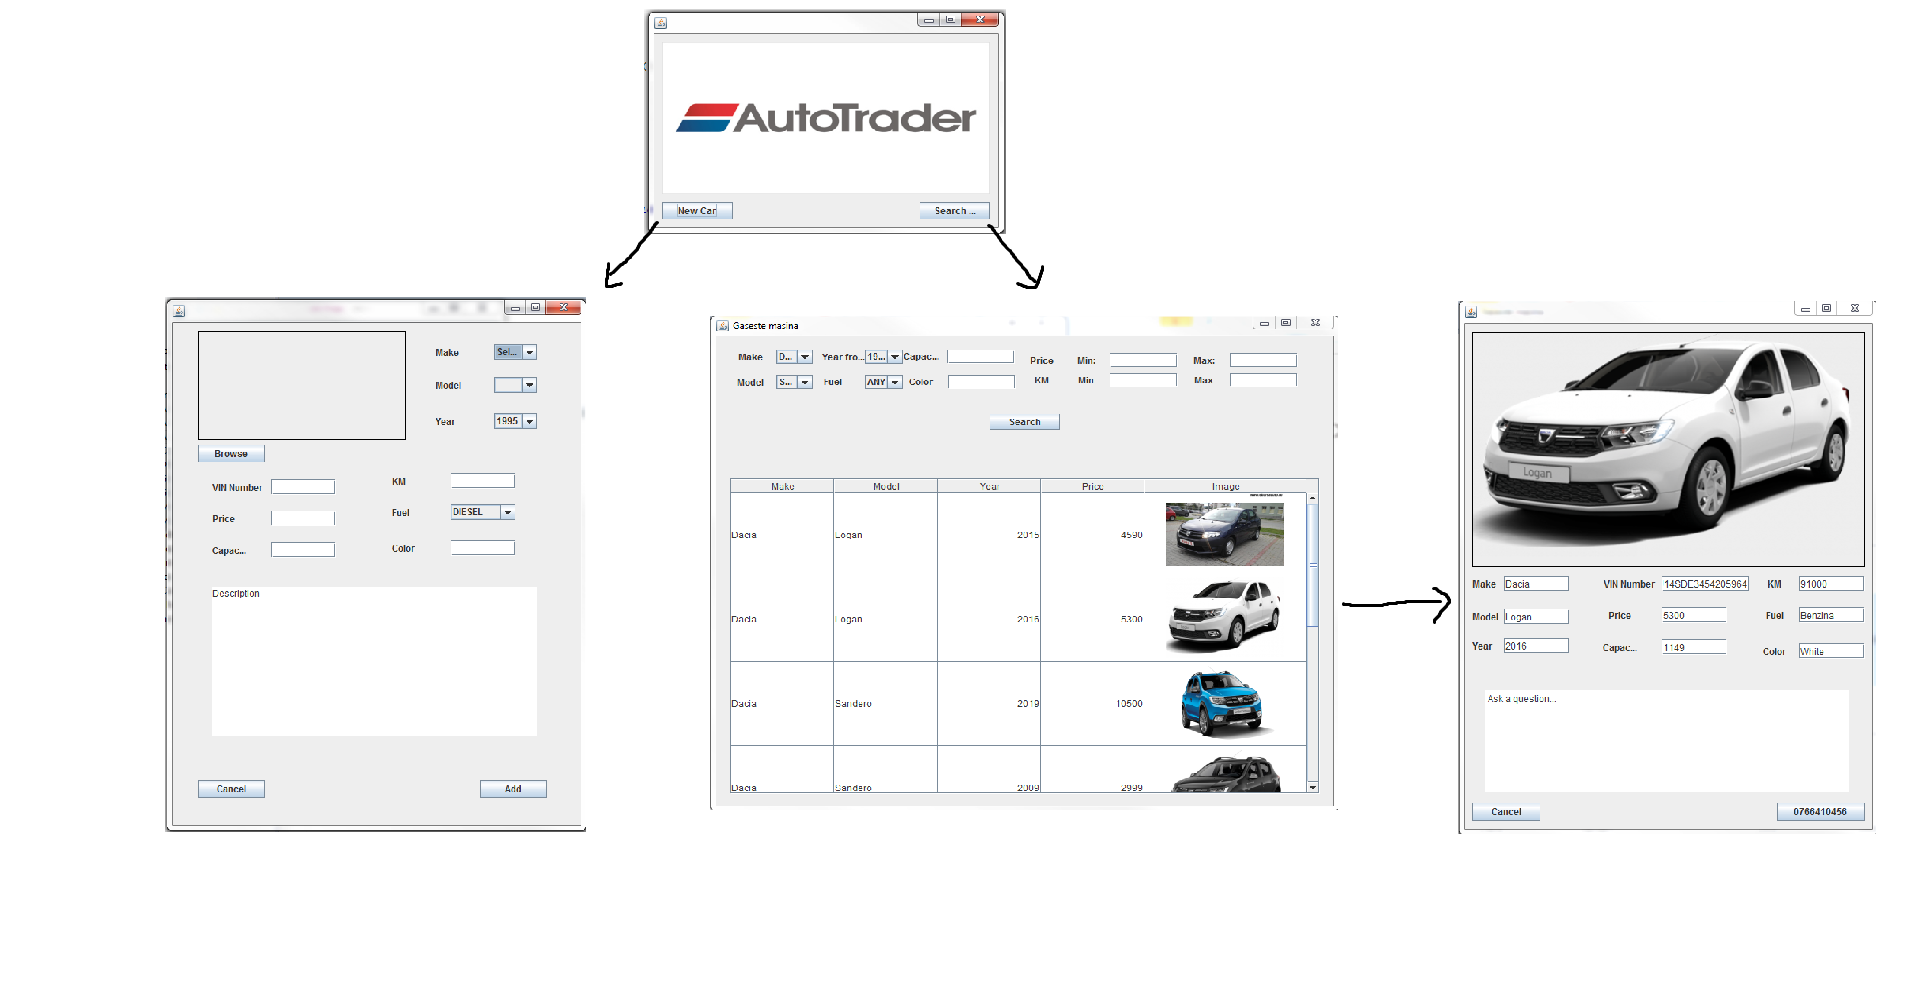 AutoTrader
New Car
Search ...
Make Sel...
Model
Year 1995
Browse
VIN Number
KM
Price
Fuel DIESEL
Capac...
Color
Description
Cancel
Add
Gaseste masina
Make D... Year fro... 19... Capac... Price Min: Max:
Model S... Fuel ANY Color KM Min Max
Search
Make Model Year Price Image
Dacia Logan 2015 4590
Dacia Logan 2016 5300
Dacia Sandero 2019 10500
Dacia Sandero 2009 2999
Logan
Make Dacia VIN Number 14SDE3454205964 KM 91000
Model Logan Price 5300 Fuel Benzina
Year 2016 Capac... 1149 Color White
Ask a question...
Cancel
0766410456